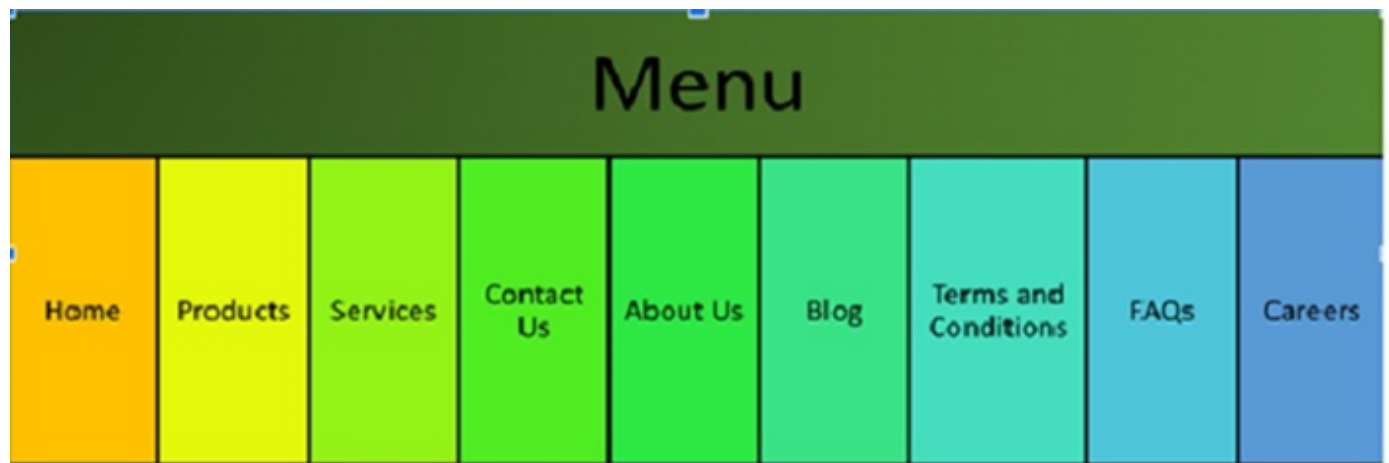 Menu
Home
Products
Services
Contact
Us
About Us
Blog
Terms and
Conditions
FAQs
Careers